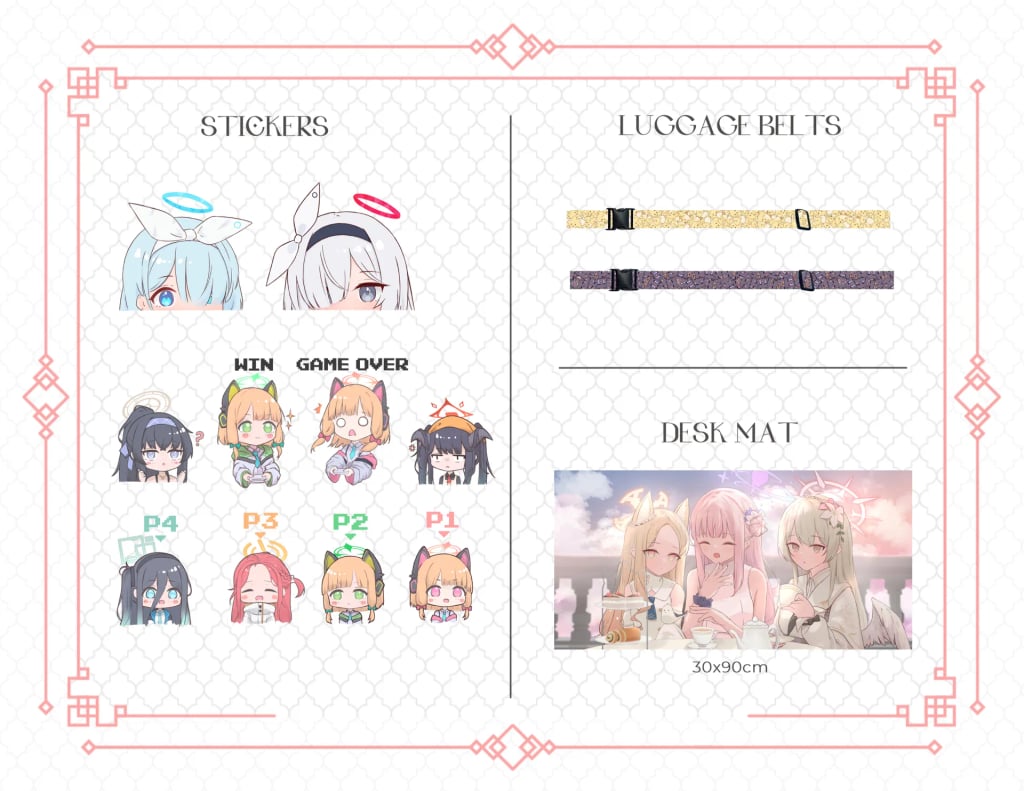 STICKERS
WIN
GAME OVER
?
P4
P3
P2
P1
LUGGAGE BELTS
DESK MAT
30x90cm